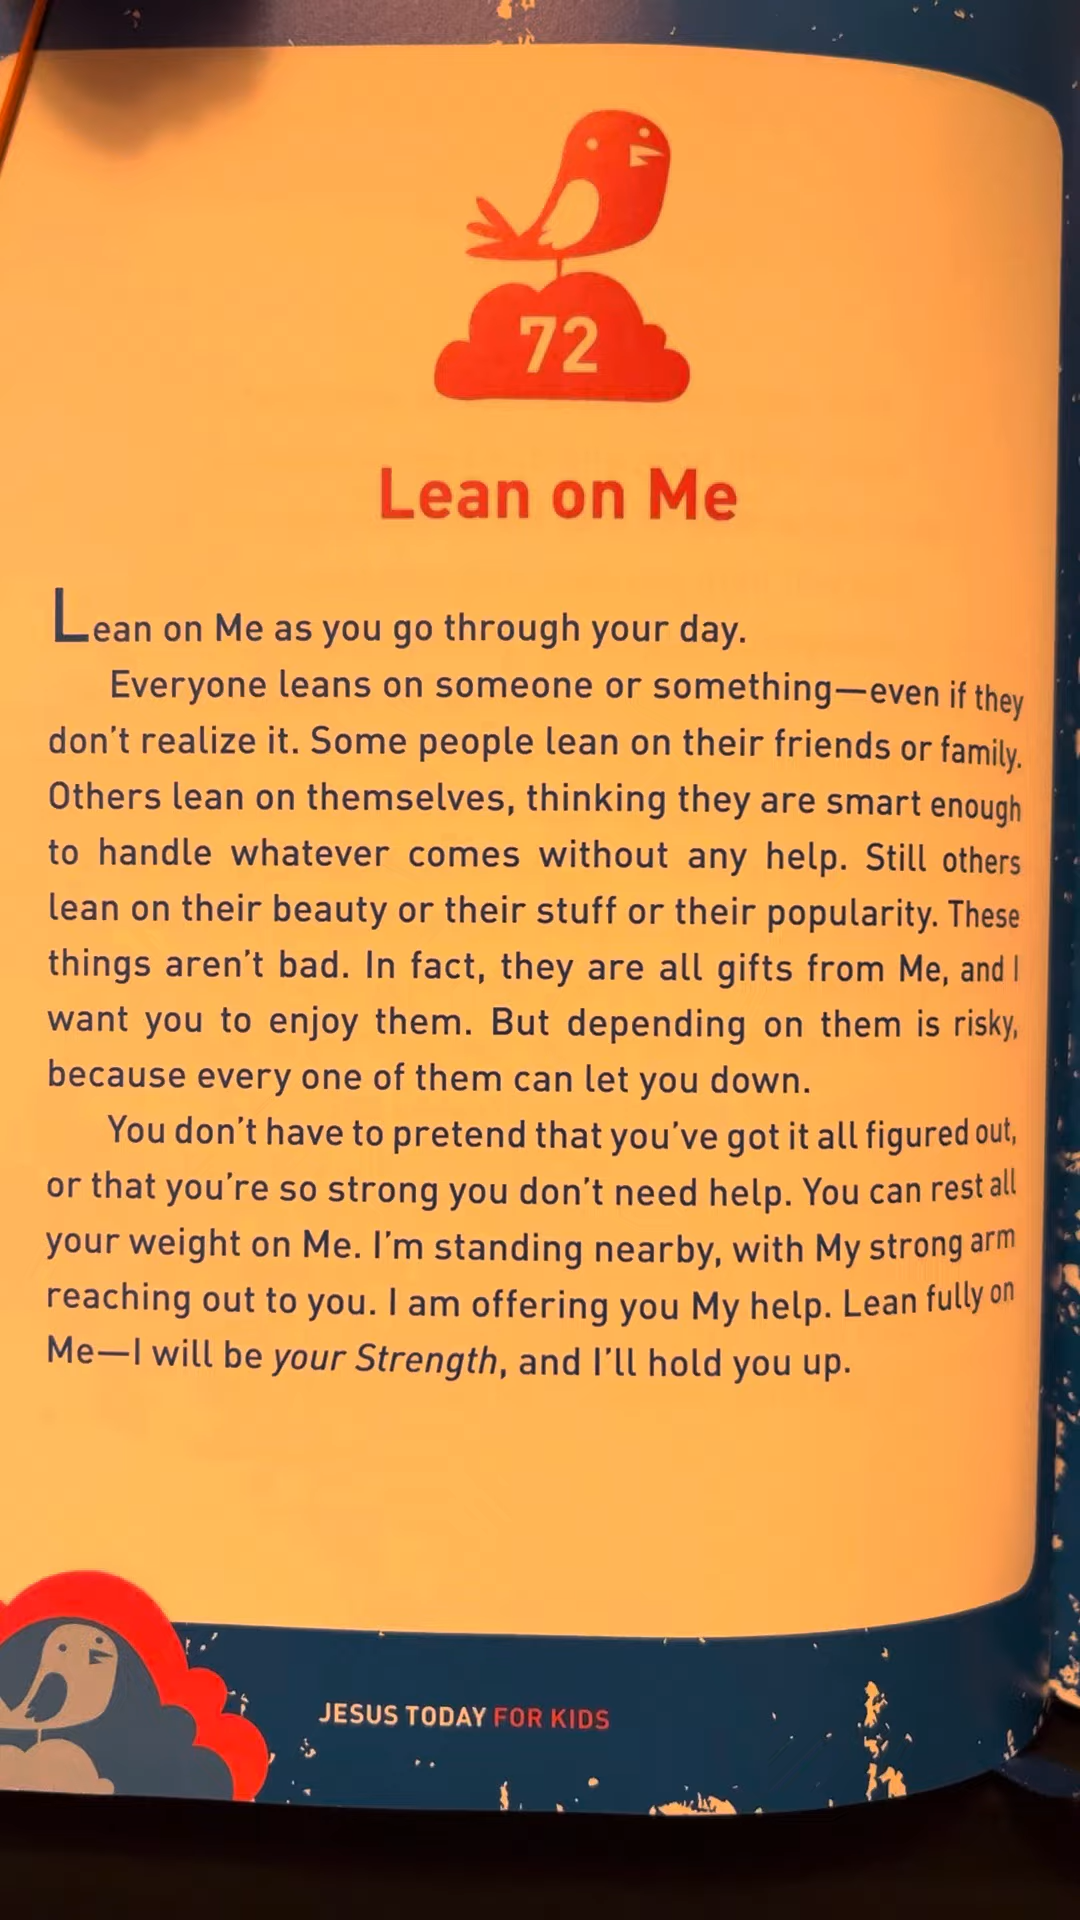 72
Lean on Me
Lean on Me as you go through your day.
Everyone leans on someone or something—even if they
don't realize it. Some people lean on their friends or family.
Others lean on themselves, thinking they are smart enough
to handle whatever comes without any help. Still others
lean on their beauty or their stuff or their popularity. These
things aren't bad. In fact, they are all gifts from Me, and I
want you to enjoy them. But depending on them is risky,
because every one of them can let you down.
You don't have to pretend that you've got it all figured out,
or that you're so strong you don't need help. You can rest all
your weight on Me. I'm standing nearby, with My strong arm
reaching out to you. I am offering you My help. Lean fully on
Me—I will be your Strength, and I'll hold you up.
JESUS TODAY FOR KIDS